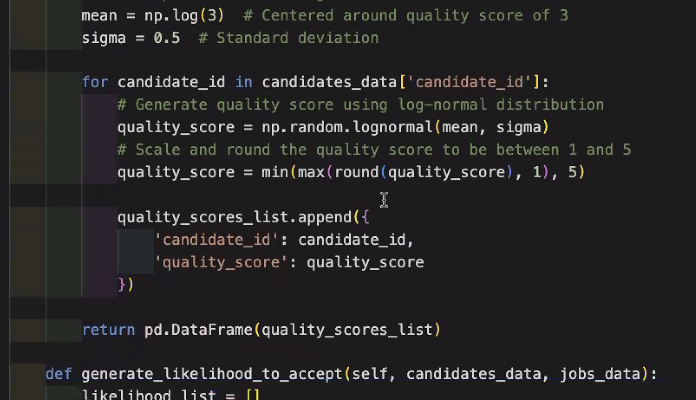 mean = np.log(3)  # Centered around quality score of 3
sigma = 0.5  # Standard deviation
for candidate_id in candidates_data['candidate_id']:
# Generate quality score using log-normal distribution
quality_score = np.random.lognormal(mean, sigma)
# Scale and round the quality score to be between 1 and 5
quality_score = min(max(round(quality_score), 1), 5)
quality_scores_list.append({
'candidate_id': candidate_id,
'quality_score': quality_score
})
return pd.DataFrame(quality_scores_list)
def generate_likelihood_to_accept(self, candidates_data, jobs_data):
likelihood_list = []